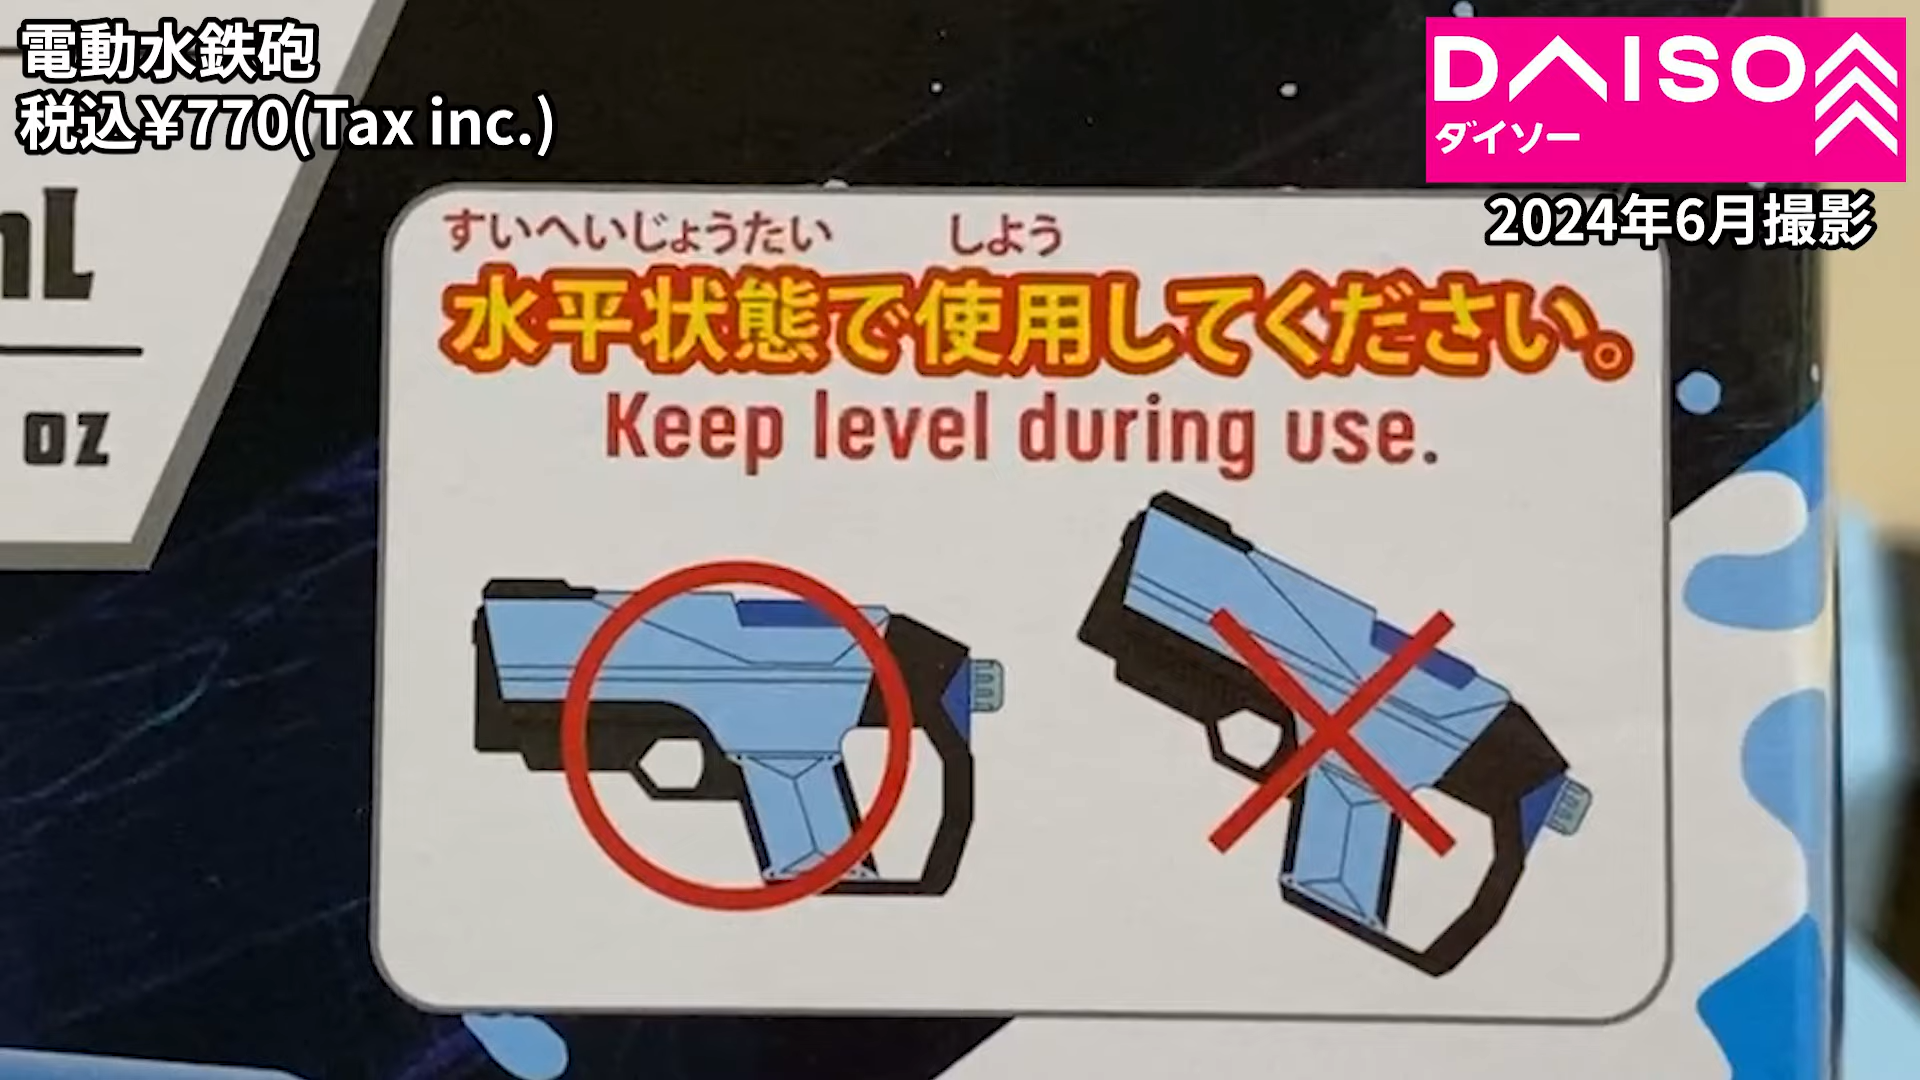 電動水鉄砲
税込¥770(Tax inc.)
DAISO
ダイソー
2024年6月撮影
mL
oz
すいへいじょうたい しよう
水平状態で使用してください。
Keep level during use.